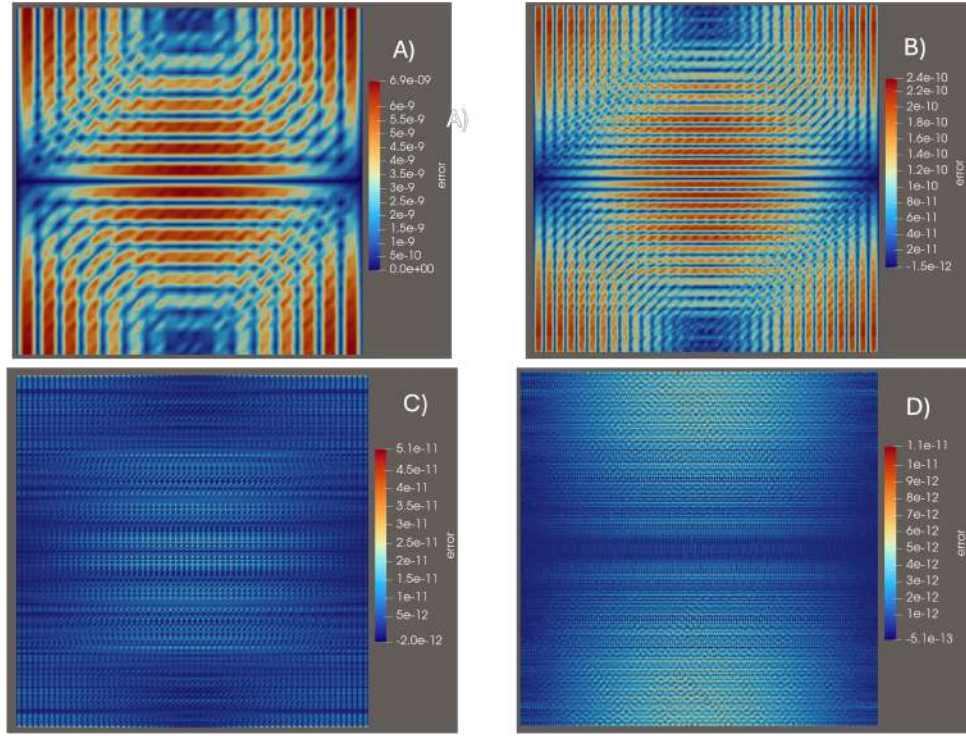 A)
6.9e-09
6e-9
5.5e-9
5e-9
4.5e-9
4e-9
3.5e-9
3e-9
2.5e-9
2e-9
1.5e-9
1e-9
5e-10
0.0e+00
error
A)
B)
2.4e-10
2.2e-10
2e-10
1.8e-10
1.6e-10
1.4e-10
1.2e-10
1e-10
8e-11
6e-11
4e-11
2e-11
-1.5e-12
error
C)
5.1e-11
4.5e-11
4e-11
3.5e-11
3e-11
2.5e-11
2e-11
1.5e-11
1e-11
5e-12
-2.0e-12
error
D)
1.1e-11
1e-11
9e-12
8e-12
7e-12
6e-12
5e-12
4e-12
3e-12
2e-12
1e-12
-5.1e-13
error